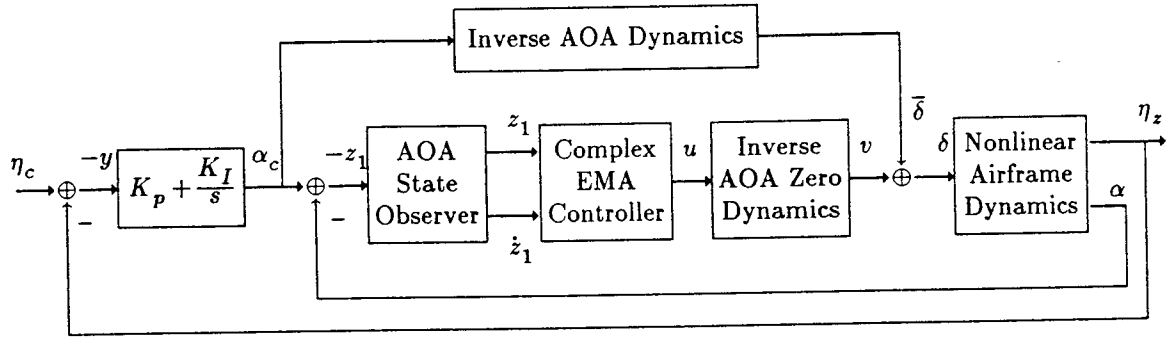 Inverse AOA Dynamics
η_c
−
−y
K_p + K_I/s
α_c
−
−z_1
AOA
State
Observer
z_1
ż_1
Complex
EMA
Controller
u
Inverse
AOA Zero
Dynamics
v
δ̅
δ
Nonlinear
Airframe
Dynamics
η_z
α